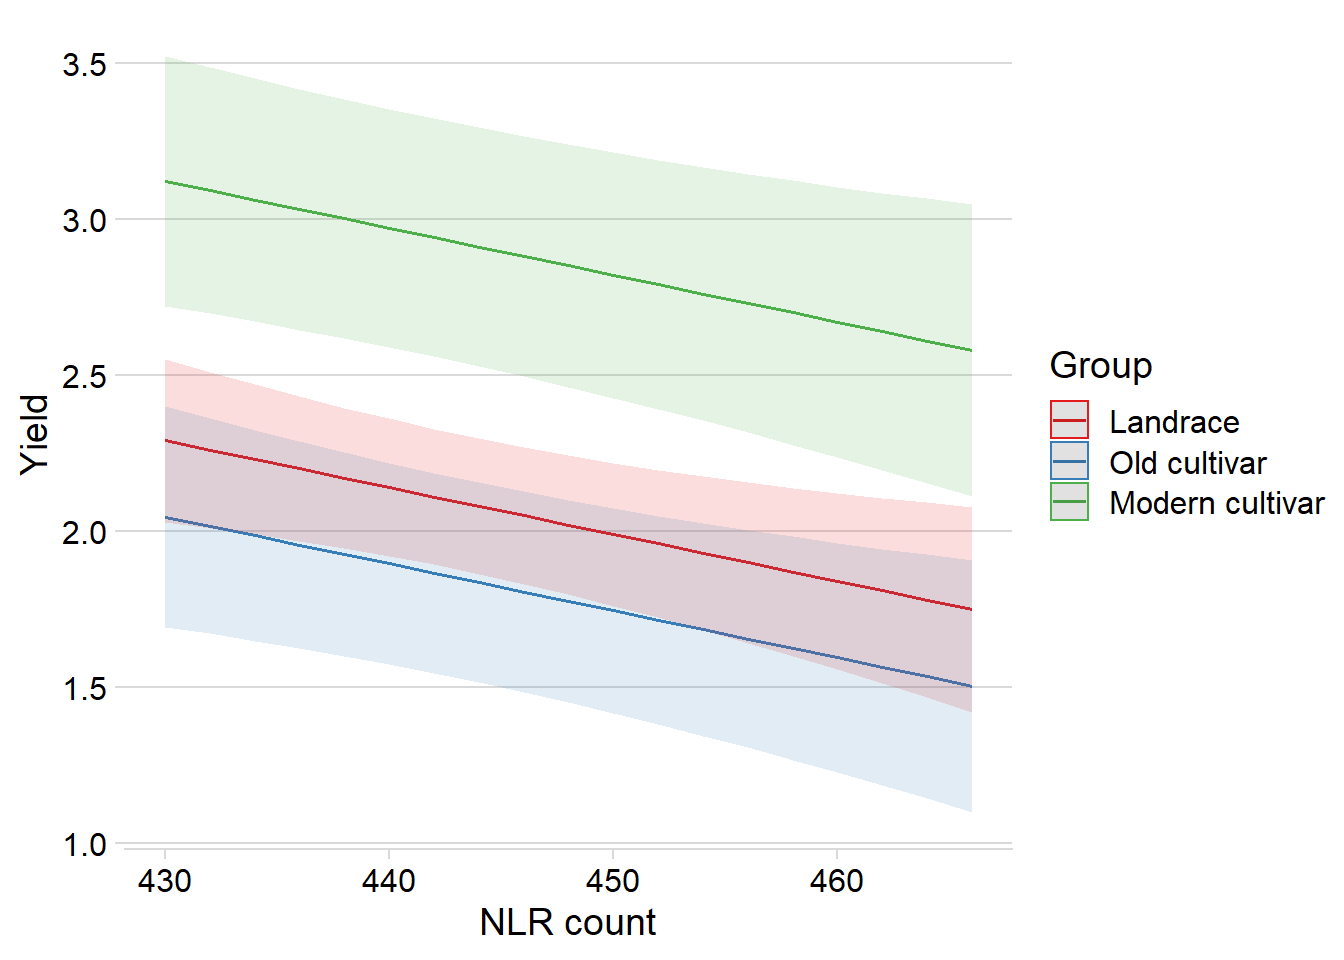 3.5
3.0
2.5
2.0
1.5
1.0
Yield
430 440 450 460
NLR count
Group
Landrace
Old cultivar
Modern cultivar